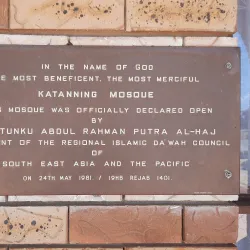 IN THE NAME OF GOD
E MOST BENEFICENT, THE MOST MERCIFUL
KATANNING MOSQUE
S MOSQUE WAS OFFICIALLY DECLARED OPEN
BY
TUNKU ABDUL RAHMAN PUTRA AL-HAJ
NT OF THE REGIONAL ISLAMIC DA'WAH COUNCIL
OF
SOUTH EAST ASIA AND THE PACIFIC
ON 24TH MAY 1981 / 19TH REJAB 1401